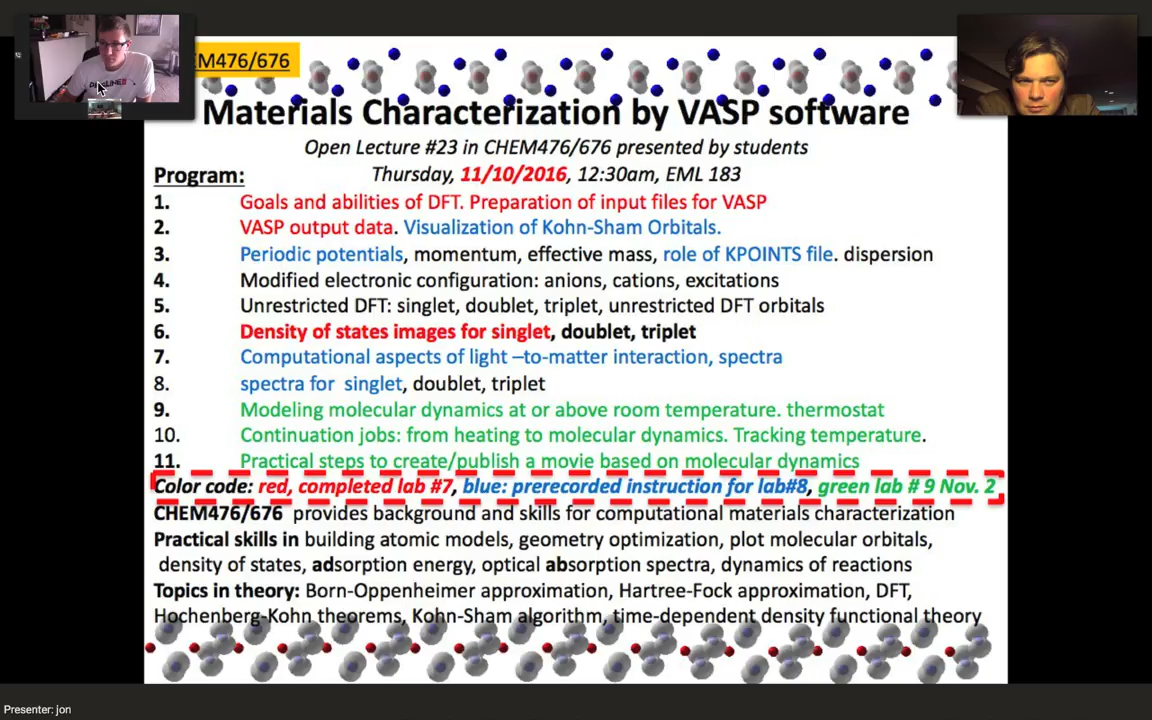 M476/676
Materials Characterization by VASP software
Open Lecture #23 in CHEM476/676 presented by students
Program: Thursday, 11/10/2016, 12:30am, EML 183
1. Goals and abilities of DFT. Preparation of input files for VASP
2. VASP output data. Visualization of Kohn-Sham Orbitals.
3. Periodic potentials, momentum, effective mass, role of KPOINTS file. dispersion
4. Modified electronic configuration: anions, cations, excitations
5. Unrestricted DFT: singlet, doublet, triplet, unrestricted DFT orbitals
6. Density of states images for singlet, doublet, triplet
7. Computational aspects of light –to-matter interaction, spectra
8. spectra for singlet, doublet, triplet
9. Modeling molecular dynamics at or above room temperature. thermostat
10. Continuation jobs: from heating to molecular dynamics. Tracking temperature.
11. Practical steps to create/publish a movie based on molecular dynamics
Color code: red, completed lab #7, blue: prerecorded instruction for lab#8, green lab # 9 Nov. 2
CHEM476/676 provides background and skills for computational materials characterization
Practical skills in building atomic models, geometry optimization, plot molecular orbitals,
density of states, adsorption energy, optical absorption spectra, dynamics of reactions
Topics in theory: Born-Oppenheimer approximation, Hartree-Fock approximation, DFT,
Hochenberg-Kohn theorems, Kohn-Sham algorithm, time-dependent density functional theory
Presenter: jon